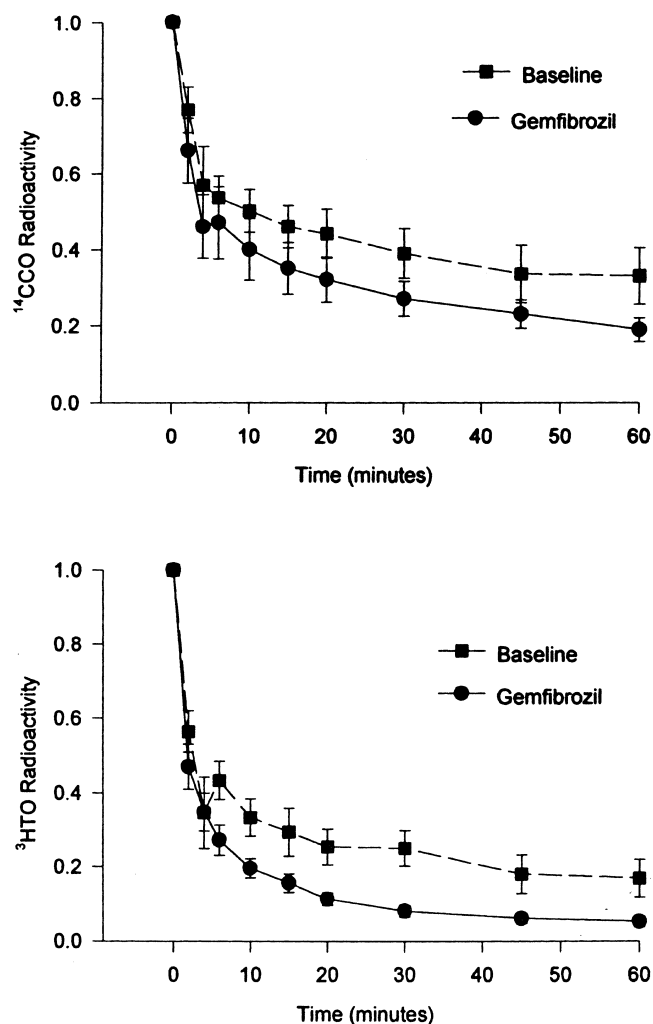 1.0
0.8
0.6
0.4
0.2
0.0
¹⁴CCO Radioactivity
Baseline
Gemfibrozil
0 10 20 30 40 50 60
Time (minutes)
1.0
0.8
0.6
0.4
0.2
0.0
³HTO Radioactivity
Baseline
Gemfibrozil
0 10 20 30 40 50 60
Time (minutes)